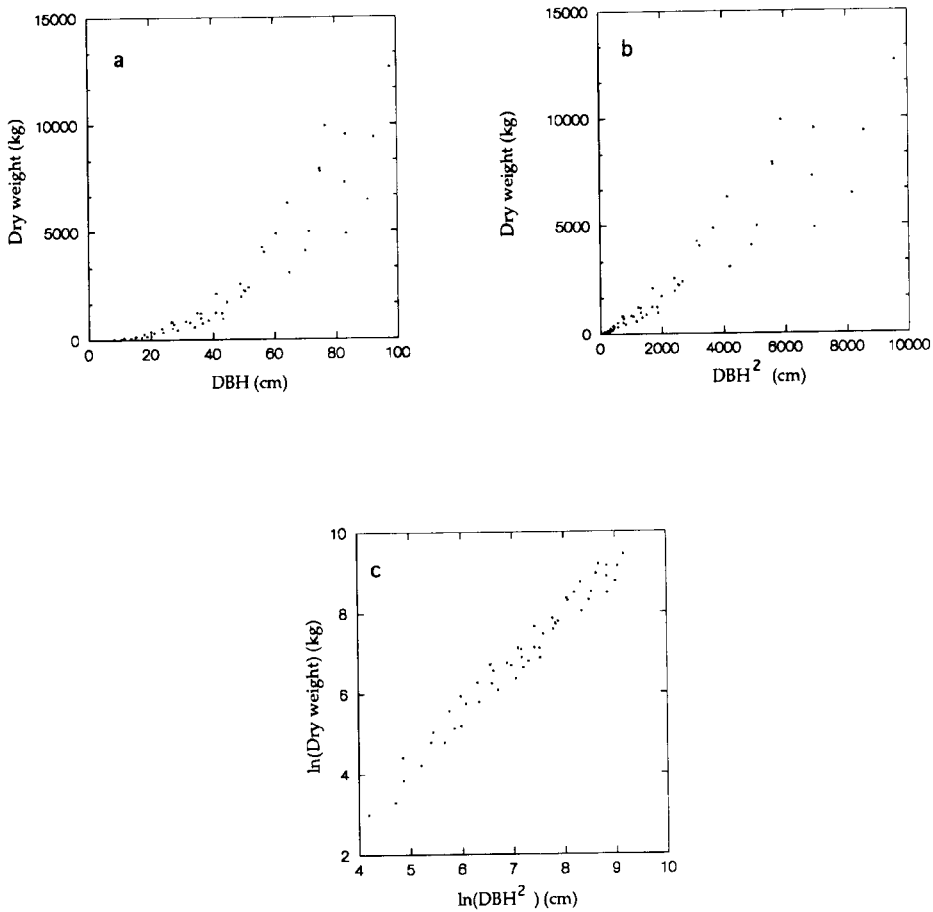 15000
a
10000
5000
0
Dry weight (kg)
0 20 40 60 80 100
DBH (cm)
15000
b
10000
5000
0
Dry weight (kg)
0 2000 4000 6000 8000 10000
DBH² (cm)
10
c
8
6
4
2
ln(Dry weight) (kg)
4 5 6 7 8 9 10
ln(DBH²) (cm)